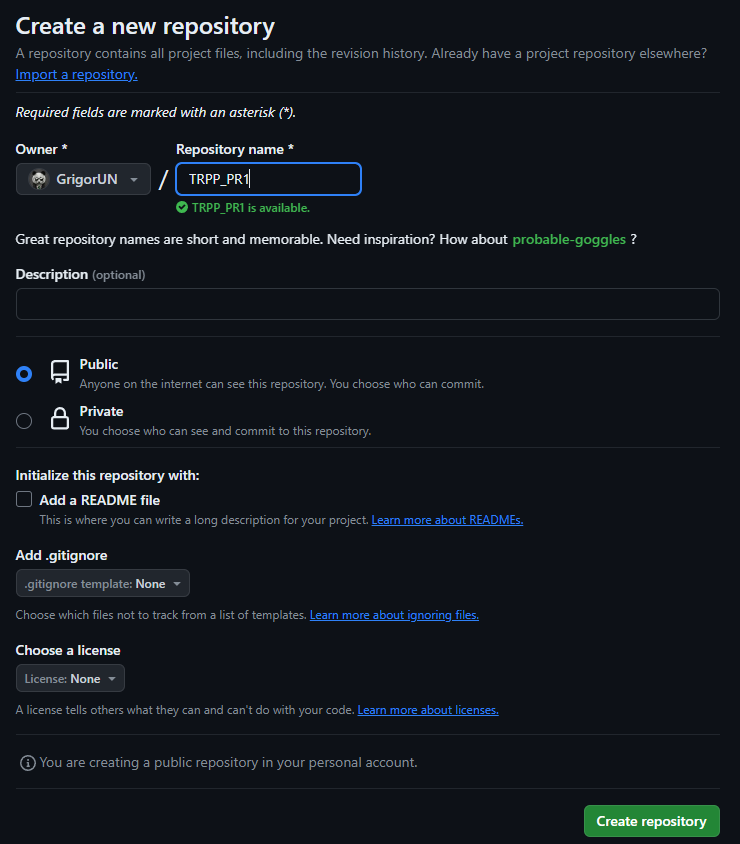 Create a new repository
A repository contains all project files, including the revision history. Already have a project repository elsewhere?
Import a repository.
Required fields are marked with an asterisk (*).
Owner * Repository name *
GrigorUN / TRPP_PR1
TRPP_PR1 is available.
Great repository names are short and memorable. Need inspiration? How about probable-goggles ?
Description (optional)
Public
Anyone on the internet can see this repository. You choose who can commit.
Private
You choose who can see and commit to this repository.
Initialize this repository with:
Add a README file
This is where you can write a long description for your project. Learn more about READMEs.
Add .gitignore
.gitignore template: None
Choose which files not to track from a list of templates. Learn more about ignoring files.
Choose a license
License: None
A license tells others what they can and can't do with your code. Learn more about licenses.
You are creating a public repository in your personal account.
Create repository